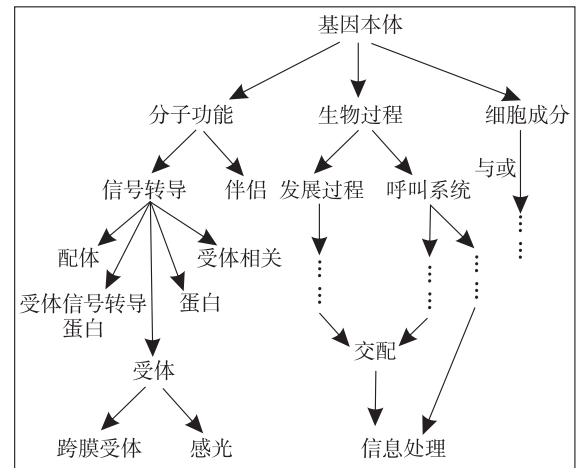 基因本体
分子功能 生物过程 细胞成分
与或
信号转导 伴侣 发展过程 呼叫系统
配体 受体相关
受体信号转导 蛋白
蛋白
受体 交配
跨膜受体 感光 信息处理